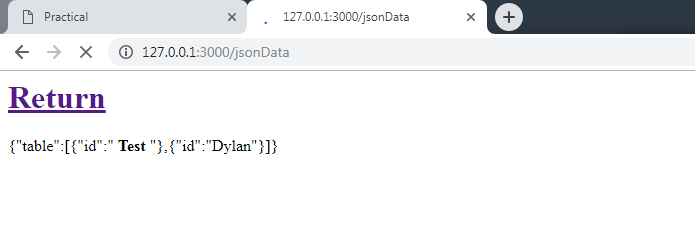 Practical
127.0.0.1:3000/jsonData
127.0.0.1:3000/jsonData
Return
{"table":[{"id":" Test "},{"id":"Dylan"}]}